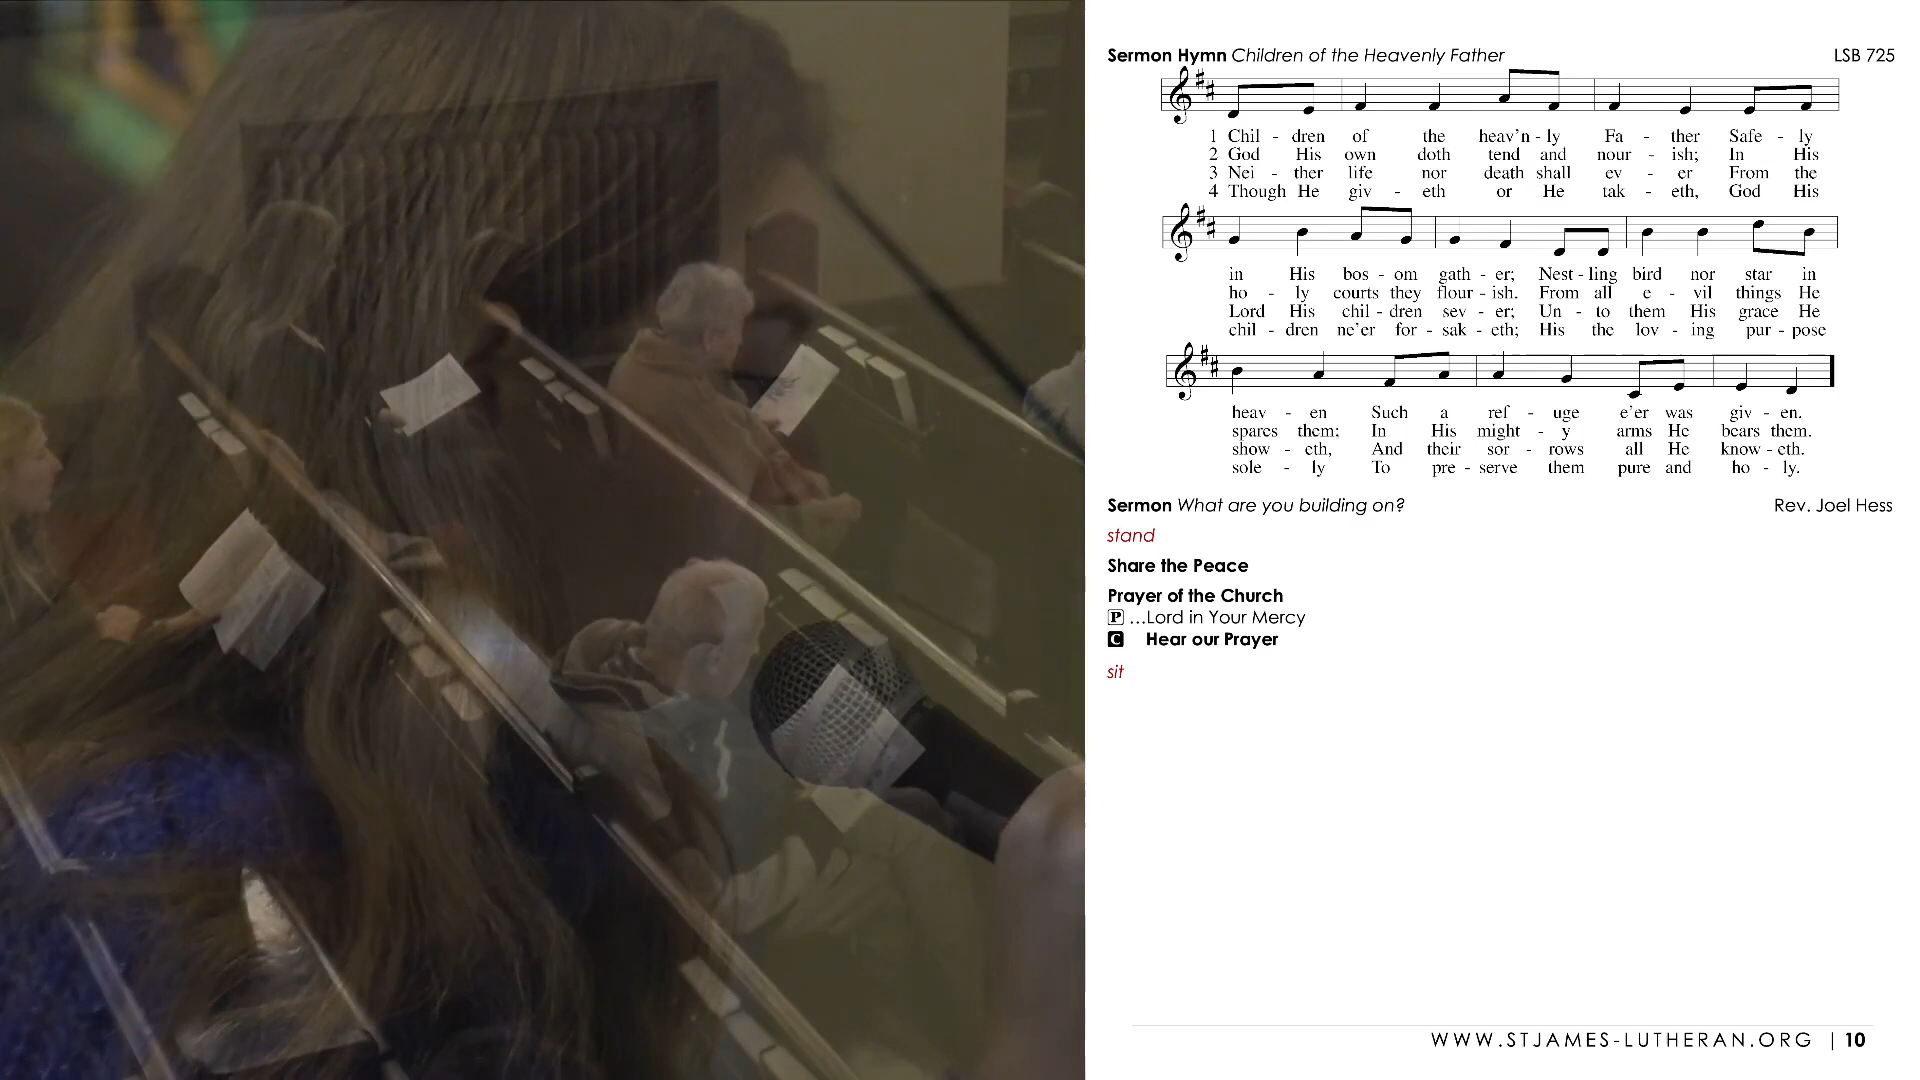 Sermon Hymn Children of the Heavenly Father LSB 725
1 Chil - dren of the heav'n - ly Fa - ther Safe - ly
2 God His own doth tend and nour - ish; In His
3 Nei - ther life nor death shall ev - er From the
4 Though He giv - eth or He tak - eth, God His
in His bos - om gath - er; Nest - ling bird nor star in
ho - ly courts they flour - ish. From all e - vil things He
Lord His chil - dren sev - er; Un - to them His grace He
chil - dren ne'er for - sak - eth; His the lov - ing pur - pose
heav - en Such a ref - uge e'er was giv - en.
spares them; In His might - y arms He bears them.
show - eth, And their sor - rows all He know - eth.
sole - ly To pre - serve them pure and ho - ly.
Sermon What are you building on? Rev. Joel Hess
stand
Share the Peace
Prayer of the Church
P ...Lord in Your Mercy
C Hear our Prayer
sit
WWW.STJAMES-LUTHERAN.ORG | 10